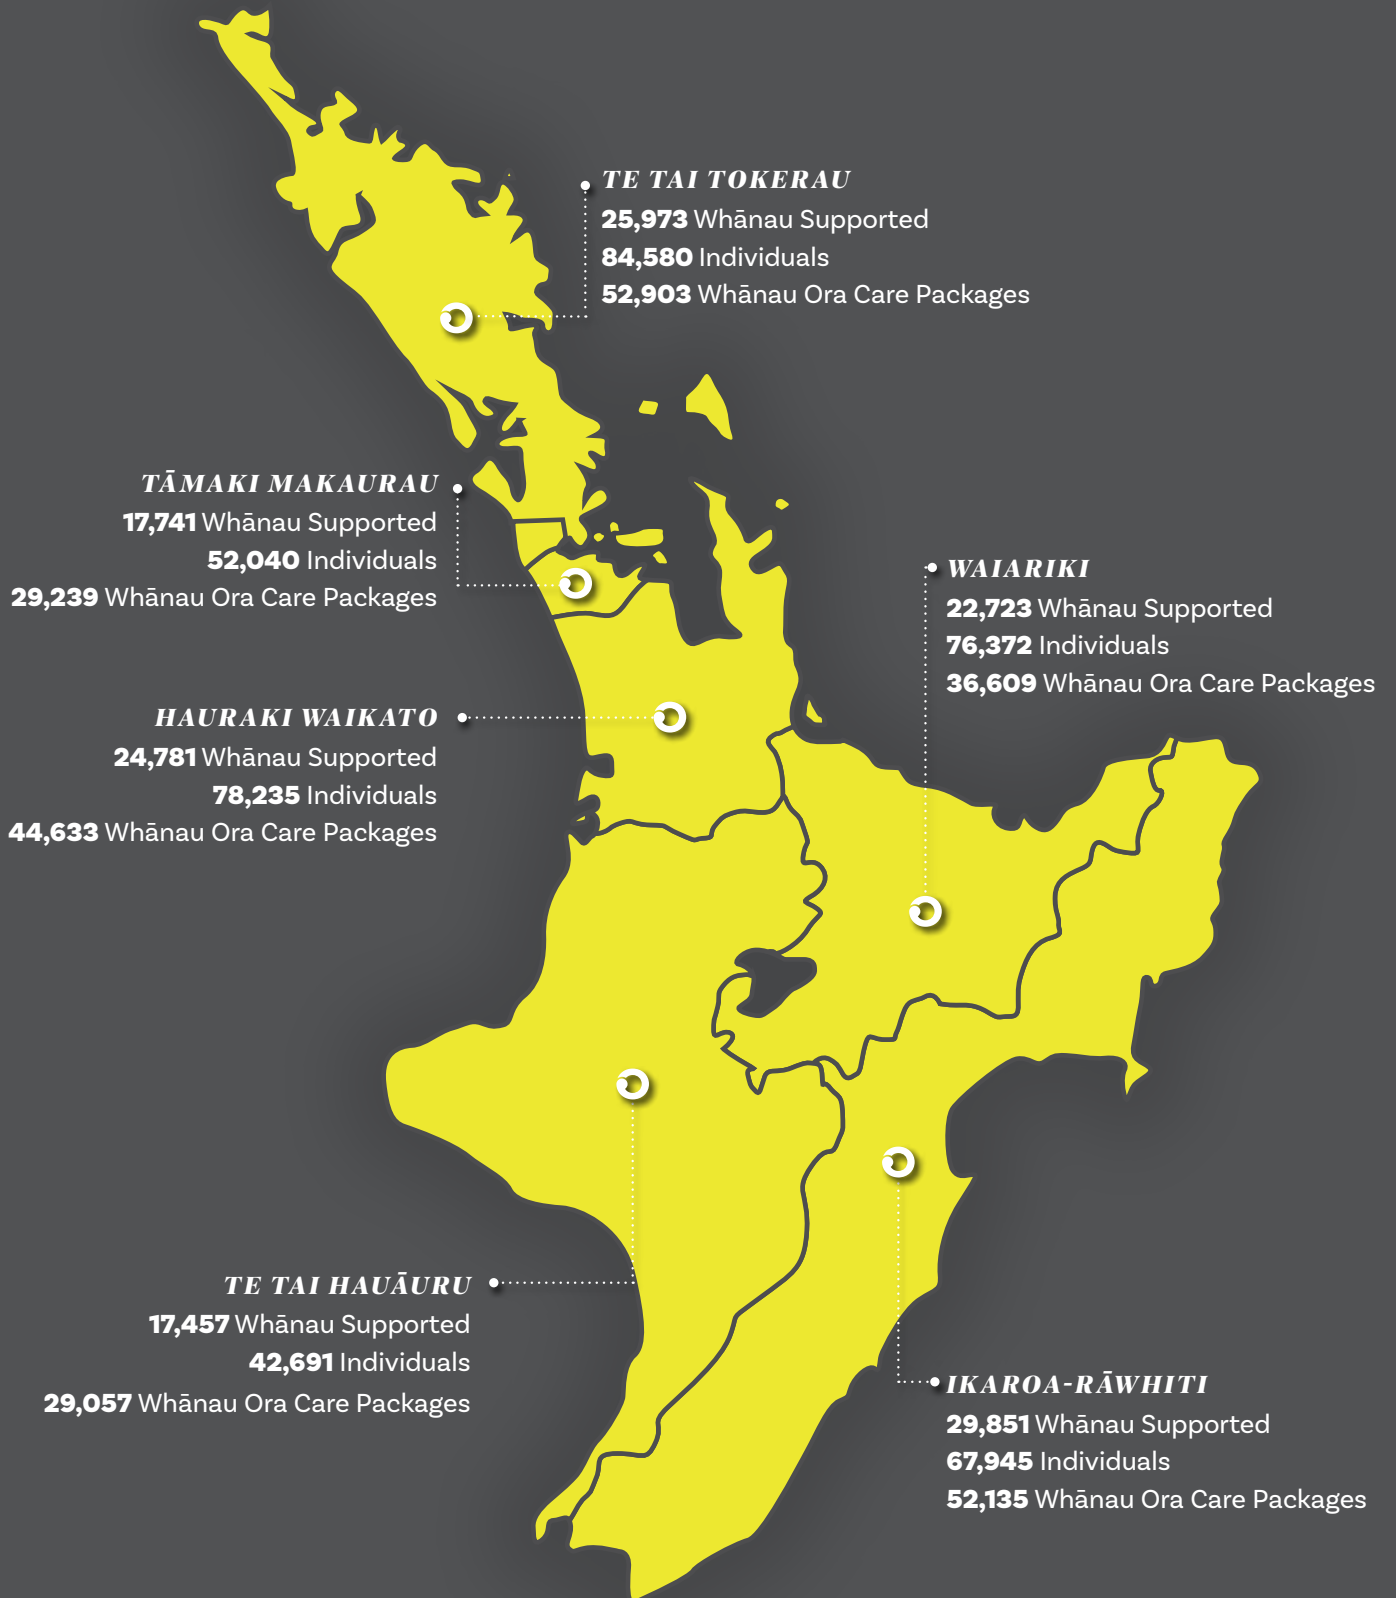 TE TAI TOKERAU
25,973 Whānau Supported
84,580 Individuals
52,903 Whānau Ora Care Packages
TĀMAKI MAKAURAU
17,741 Whānau Supported
52,040 Individuals
29,239 Whānau Ora Care Packages
WAIARIKI
22,723 Whānau Supported
76,372 Individuals
36,609 Whānau Ora Care Packages
HAURAKI WAIKATO
24,781 Whānau Supported
78,235 Individuals
44,633 Whānau Ora Care Packages
TE TAI HAUĀURU
17,457 Whānau Supported
42,691 Individuals
29,057 Whānau Ora Care Packages
IKAROA-RĀWHITI
29,851 Whānau Supported
67,945 Individuals
52,135 Whānau Ora Care Packages